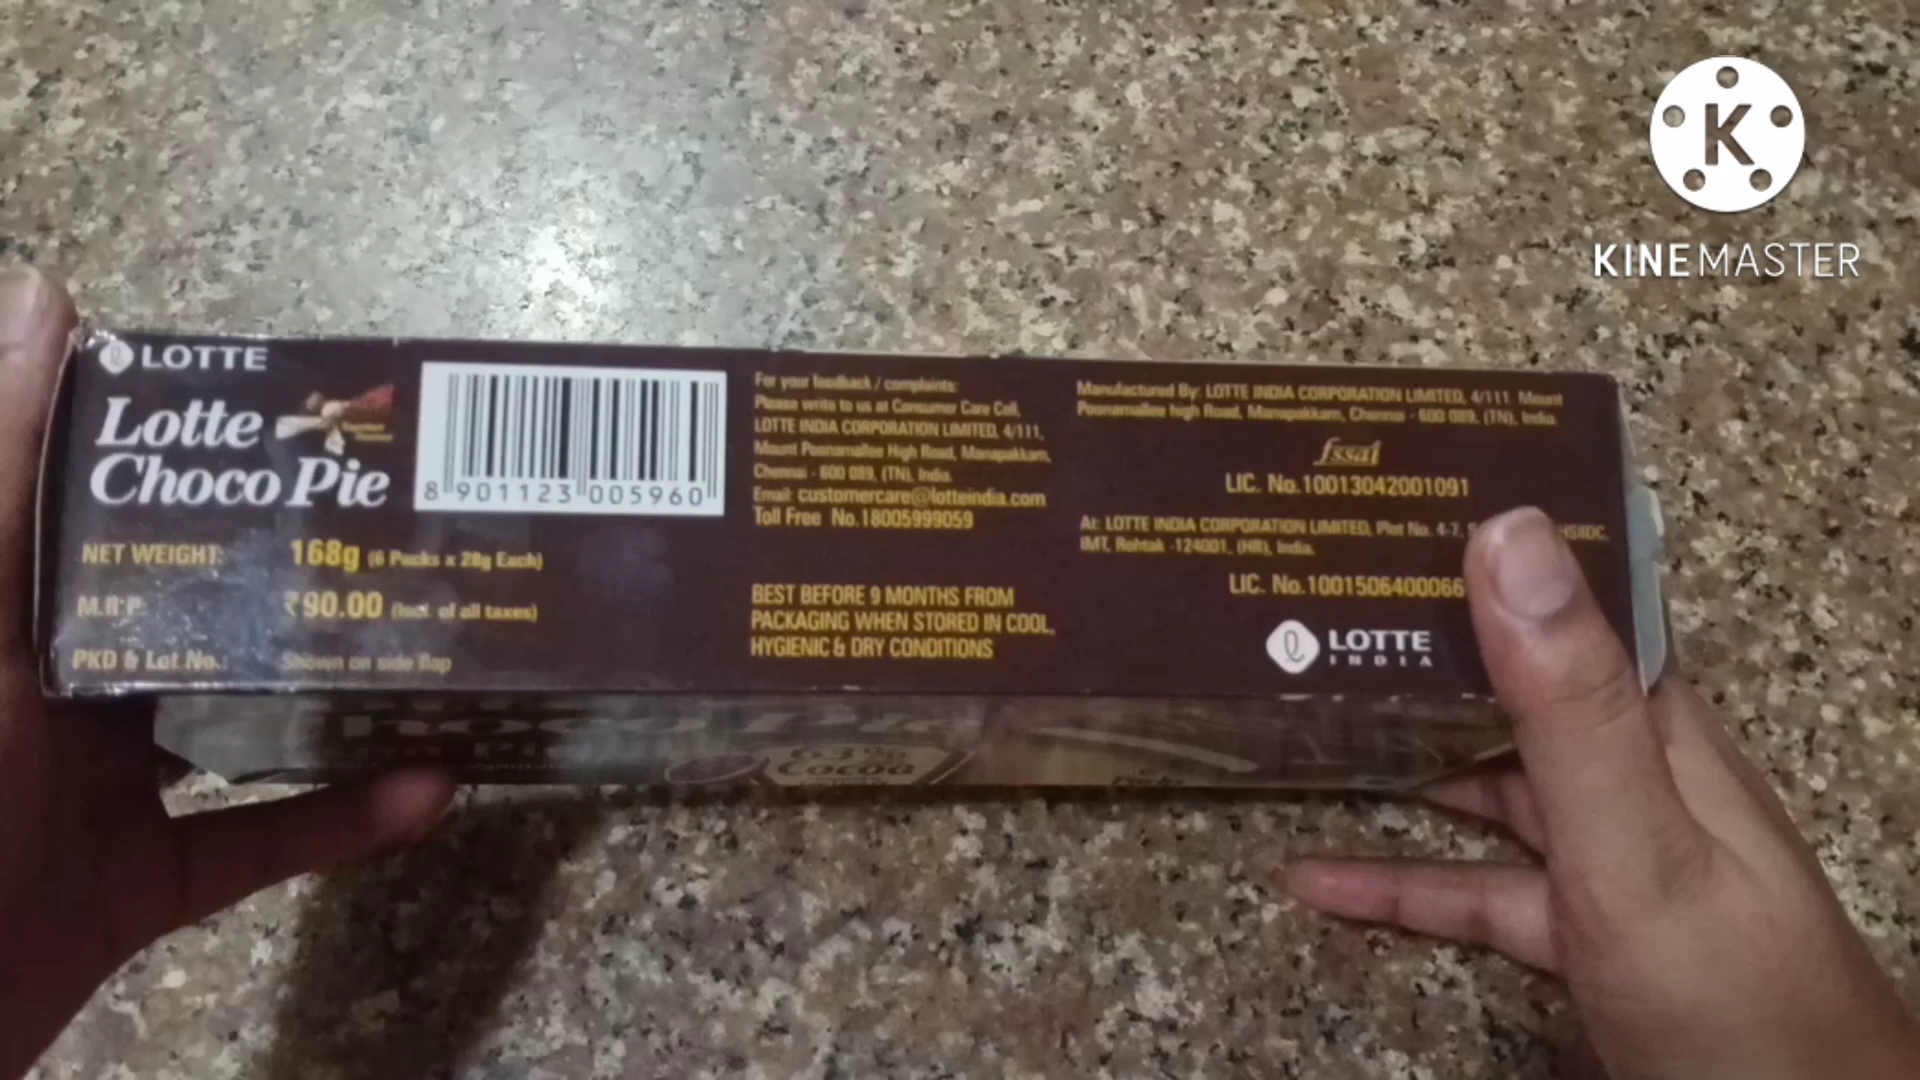 KINEMASTER
LOTTE
Lotte
Choco Pie
8 901123 005960
NET WEIGHT: 168g (6 Packs x 28g Each)
M.R.P. ₹90.00 (Incl. of all taxes)
PKD & Lot No.: Shown on side flap
For your feedback / complaints:
Please write to us at Consumer Care Cell,
LOTTE INDIA CORPORATION LIMITED, 4/111,
Mount Poonamallee High Road, Manapakkam,
Chennai - 600 089, (TN), India.
Email: customercare@lotteindia.com
Toll Free No.18005999059
BEST BEFORE 9 MONTHS FROM
PACKAGING WHEN STORED IN COOL,
HYGIENIC & DRY CONDITIONS
Manufactured By: LOTTE INDIA CORPORATION LIMITED, 4/111, Mount
Poonamallee high Road, Manapakkam, Chennai - 600 089, (TN), India.
fssai
LIC. No.10013042001091
At: LOTTE INDIA CORPORATION LIMITED, Plot No. 4-7, HSIIDC,
IMT, Rohtak -124001, (HR), India.
LIC. No.1001506400066
LOTTE
INDIA
63%
Cocoa